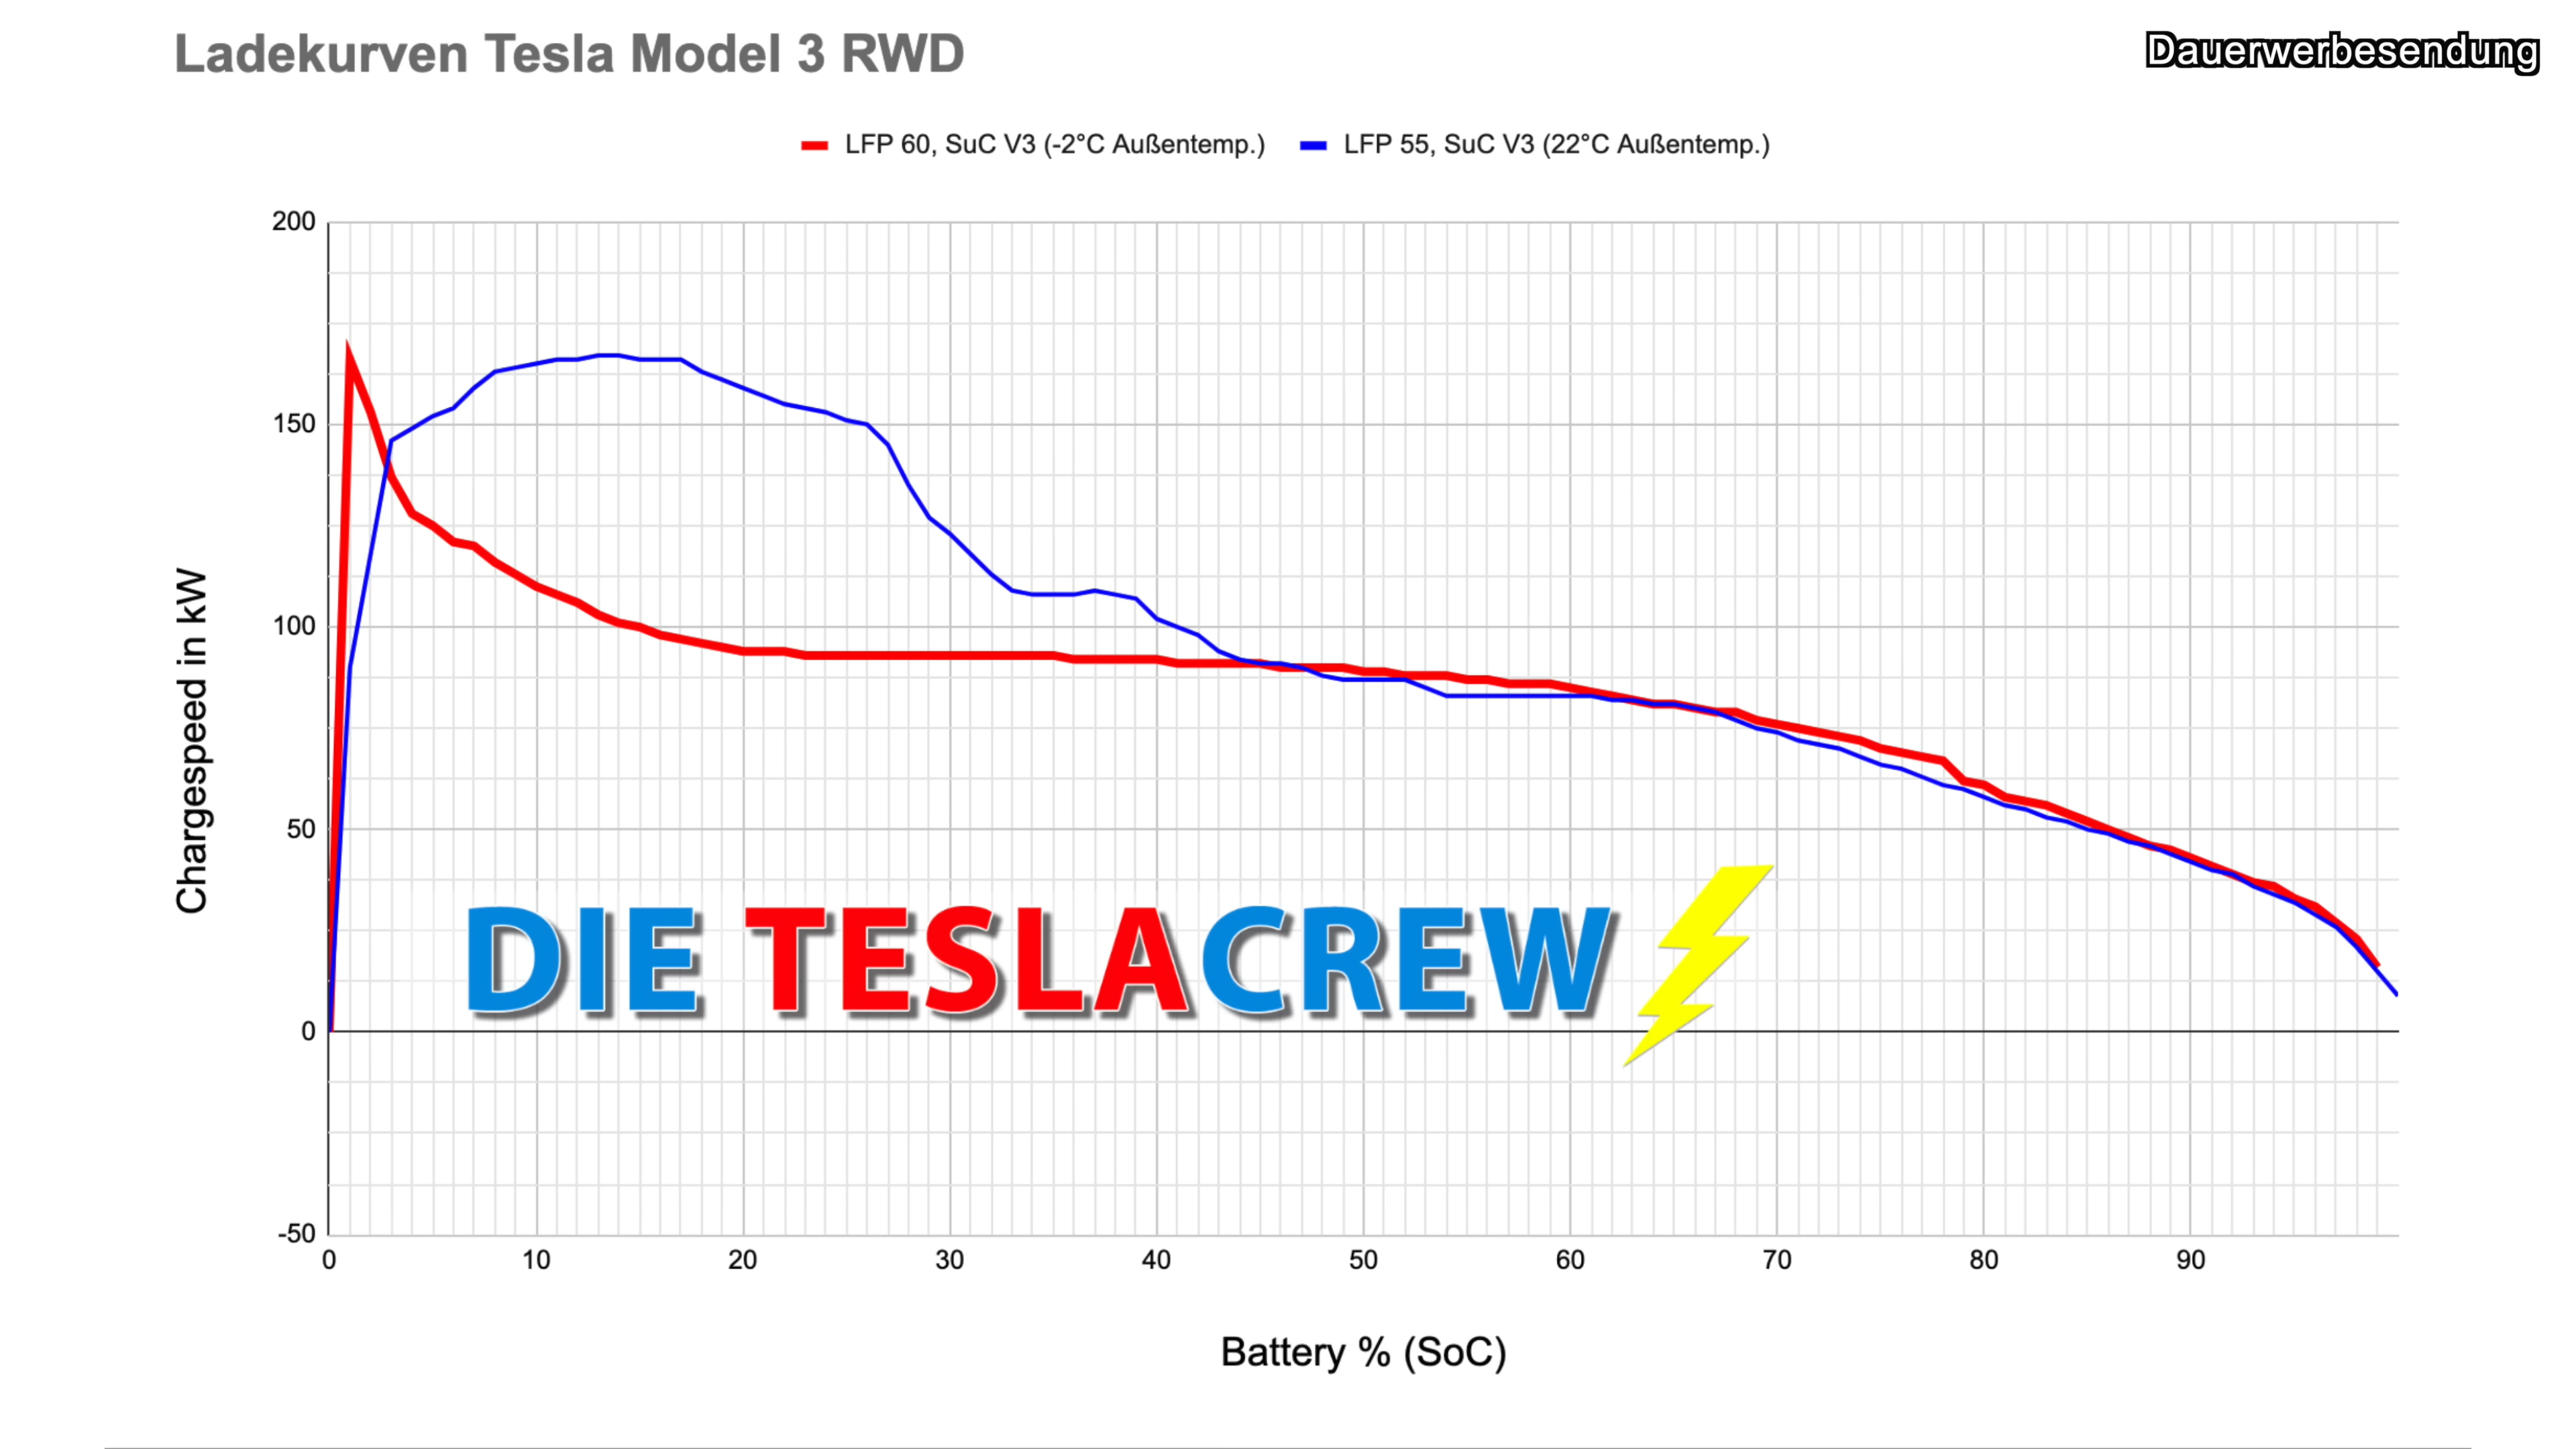 Ladekurven Tesla Model 3 RWD
Dauerwerbesendung
LFP 60, SuC V3 (-2°C Außentemp.) LFP 55, SuC V3 (22°C Außentemp.)
Chargespeed in kW
200
150
100
50
0
-50
DIE TESLACREW
0 10 20 30 40 50 60 70 80 90
Battery % (SoC)